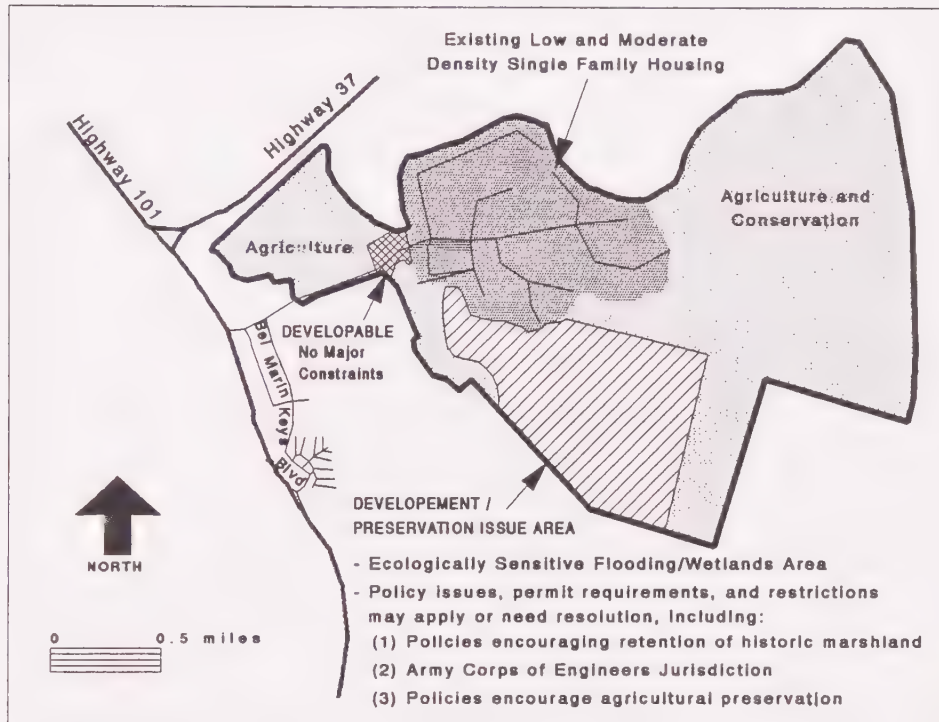 Existing Low and Moderate
Density Single Family Housing
Highway 37
Highway 101
Agriculture
Agriculture and
Conservation
DEVELOPABLE
No Major
Constraints
Bel Marin Keys
Blvd
DEVELOPEMENT /
PRESERVATION ISSUE AREA
NORTH
- Ecologically Sensitive Flooding/Wetlands Area
- Policy issues, permit requirements, and restrictions
may apply or need resolution, including:
(1) Policies encouraging retention of historic marshland
(2) Army Corps of Engineers Jurisdiction
(3) Policies encourage agricultural preservation
0 0.5 miles